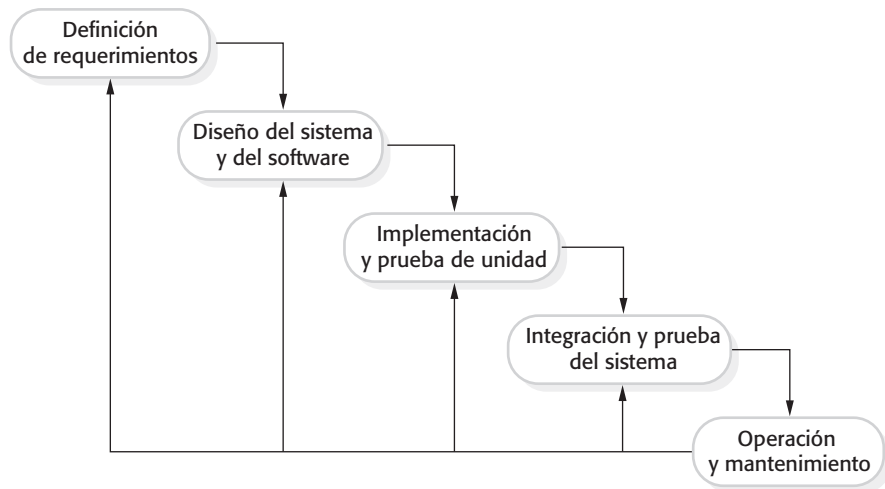 Definición
de requerimientos
Diseño del sistema
y del software
Implementación
y prueba de unidad
Integración y prueba
del sistema
Operación
y mantenimiento